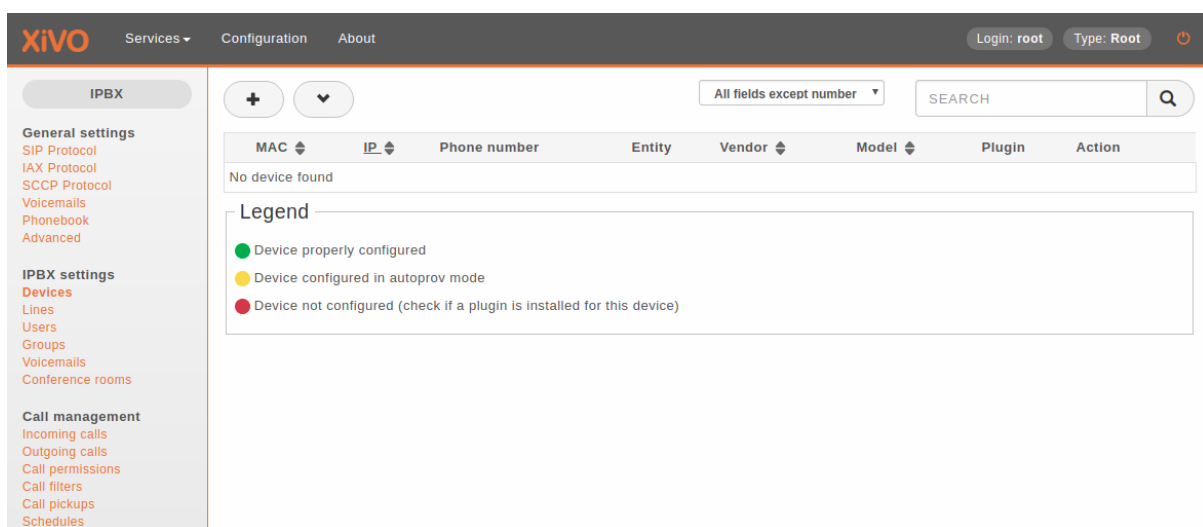 XiVO Services Configuration About Login: root Type: Root
IPBX
General settings
SIP Protocol
IAX Protocol
SCCP Protocol
Voicemails
Phonebook
Advanced
IPBX settings
Devices
Lines
Users
Groups
Voicemails
Conference rooms
Call management
Incoming calls
Outgoing calls
Call permissions
Call filters
Call pickups
Schedules
All fields except number SEARCH
MAC IP Phone number Entity Vendor Model Plugin Action
No device found
Legend
Device properly configured
Device configured in autoprov mode
Device not configured (check if a plugin is installed for this device)